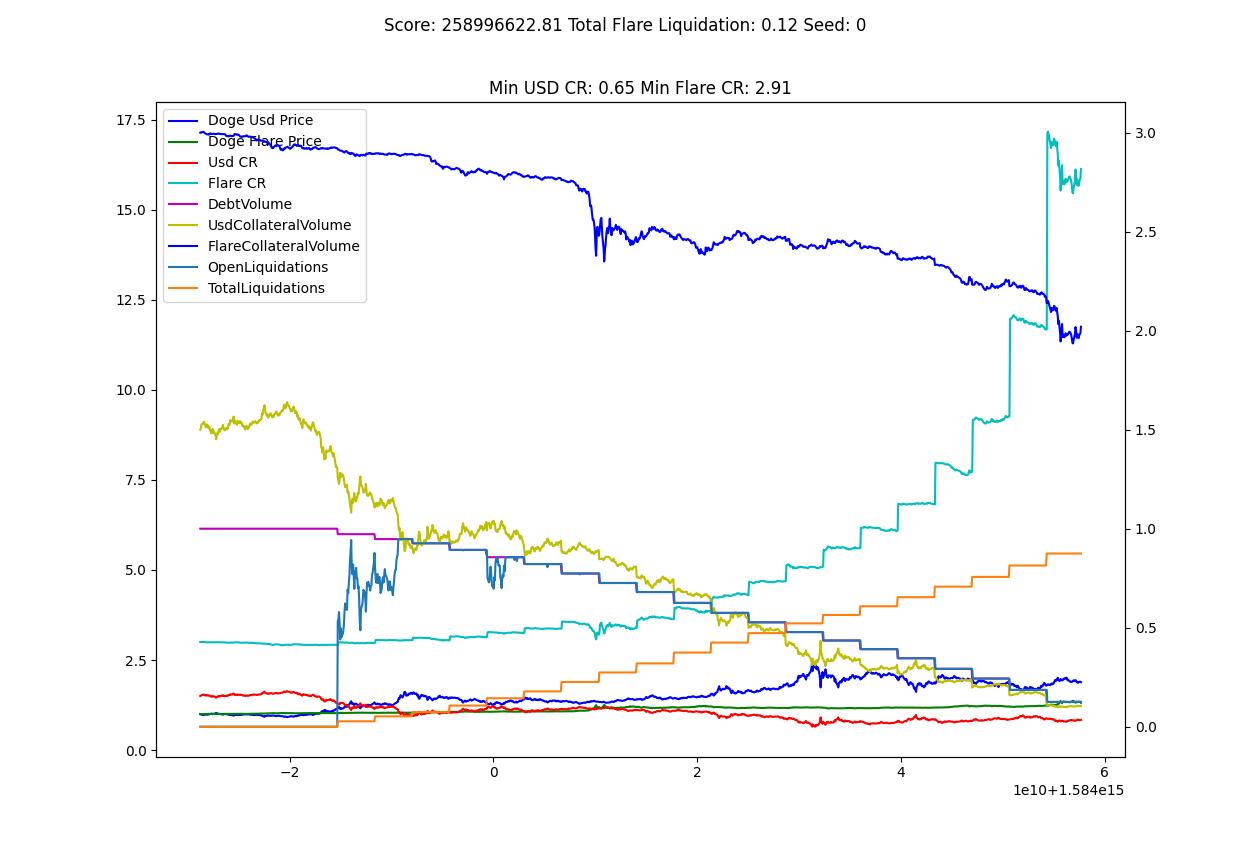 Score: 258996622.81 Total Flare Liquidation: 0.12 Seed: 0
Min USD CR: 0.65 Min Flare CR: 2.91
Doge Usd Price
Doge Flare Price
Usd CR
Flare CR
DebtVolume
UsdCollateralVolume
FlareCollateralVolume
OpenLiquidations
TotalLiquidations
17.5
15.0
12.5
10.0
7.5
5.0
2.5
0.0
3.0
2.5
2.0
1.5
1.0
0.5
0.0
−2
0
2
4
6
1e10+1.584e15